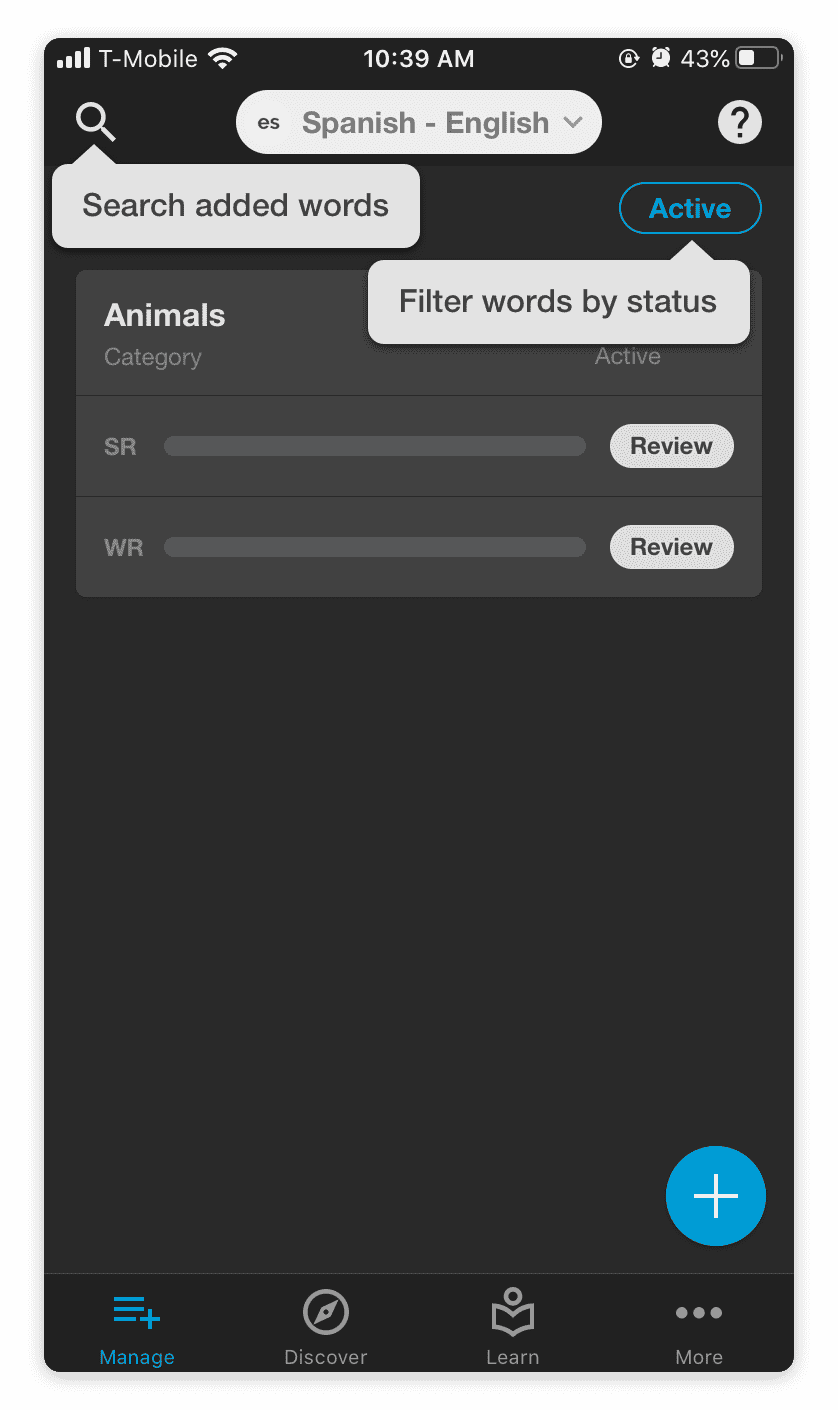 T-Mobile 10:39 AM 43%
es Spanish - English ?
Search added words
Active
Filter words by status
Animals
Category Active
SR Review
WR Review
Manage Discover Learn More